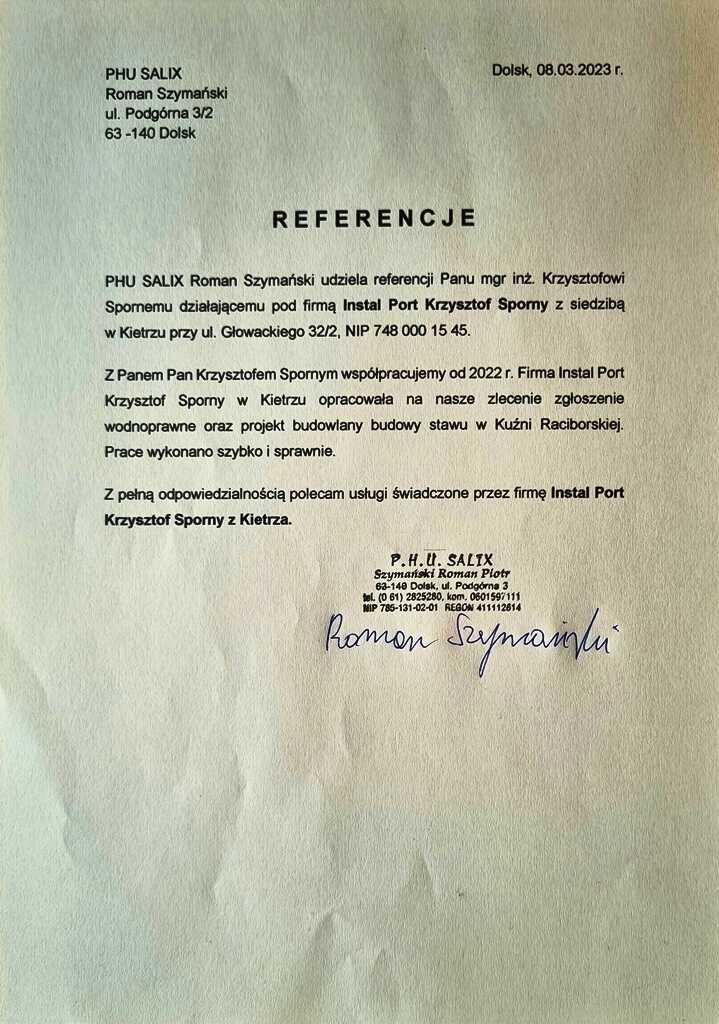 PHU SALIX
Dolsk, 08.03.2023 r.
Roman Szymański
ul. Podgórna 3/2
63 -140 Dolsk
REFERENCJE
PHU SALIX Roman Szymański udziela referencji Panu mgr inż. Krzysztofowi
Spornemu działającemu pod firmą Instal Port Krzysztof Sporny z siedzibą
w Kietrzu przy ul. Głowackiego 32/2, NIP 748 000 15 45.
Z Panem Pan Krzysztofem Spornym współpracujemy od 2022 r. Firma Instal Port
Krzysztof Sporny w Kietrzu opracowała na nasze zlecenie zgłoszenie
wodnoprawne oraz projekt budowlany budowy stawu w Kuźni Raciborskiej.
Prace wykonano szybko i sprawnie.
Z pełną odpowiedzialnością polecam usługi świadczone przez firmę Instal Port
Krzysztof Sporny z Kietrza.
P.H.U. SALIX
Szymański Roman Piotr
63-140 Dolsk, ul. Podgórna 3
tel. (0 61) 2825280, kom. 0601597111
NIP 785-131-02-01 REGON 411112614
Roman Szymański